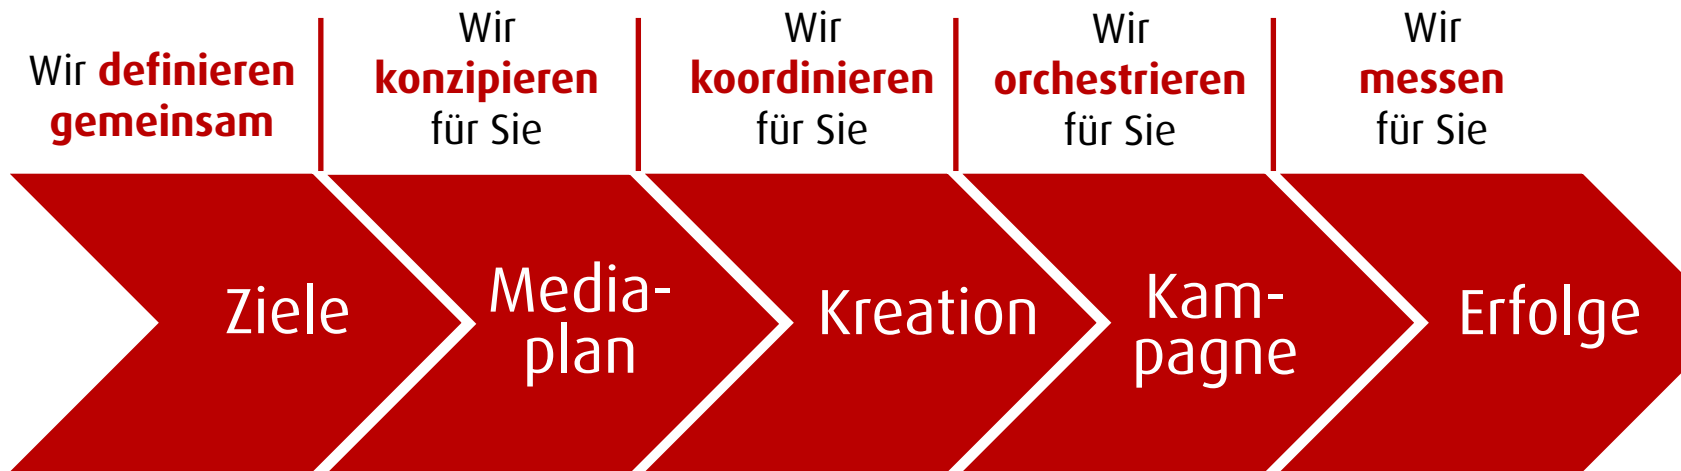 Wir definieren
gemeinsam
Wir
konzipieren
für Sie
Wir
koordinieren
für Sie
Wir
orchestrieren
für Sie
Wir
messen
für Sie
Ziele
Media-
plan
Kreation
Kam-
pagne
Erfolge